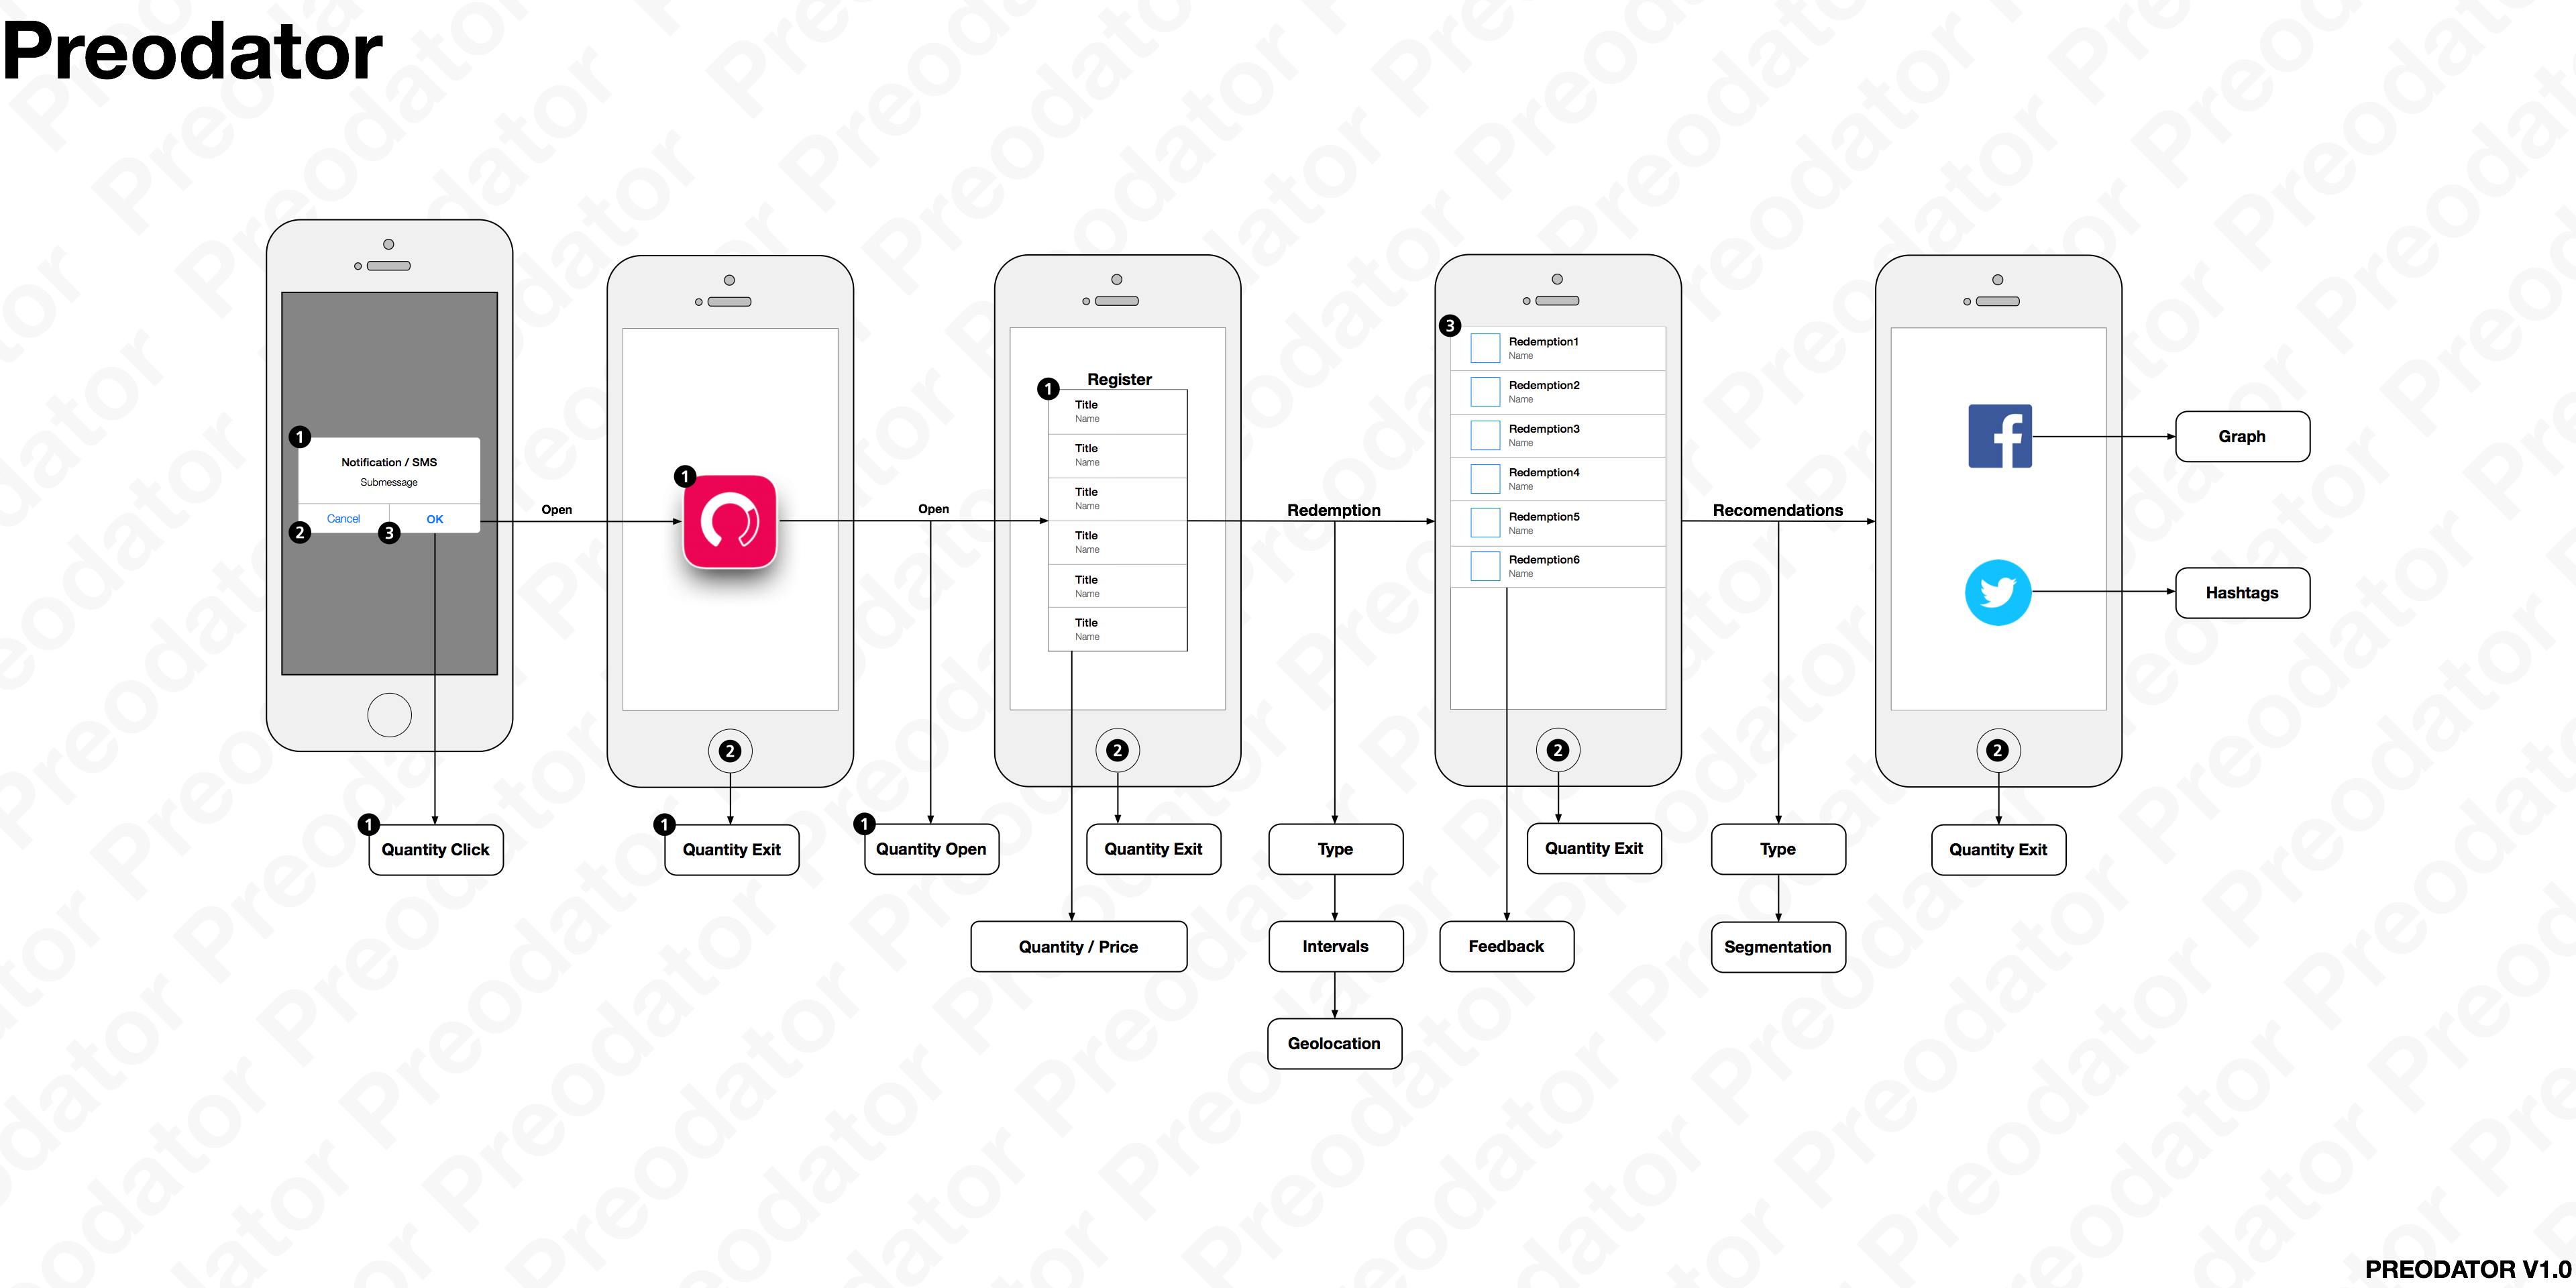 Preodator
1
Notification / SMS
Submessage
Cancel
OK
2
3
Open
1
Quantity Click
1
2
1
Quantity Exit
Open
1
Quantity Open
Register
1
Title
Name
Title
Name
Title
Name
Title
Name
Title
Name
Title
Name
2
Quantity Exit
Quantity / Price
Redemption
Type
Intervals
Geolocation
3
Redemption1
Name
Redemption2
Name
Redemption3
Name
Redemption4
Name
Redemption5
Name
Redemption6
Name
2
Quantity Exit
Feedback
Recomendations
Type
Segmentation
Graph
Hashtags
2
Quantity Exit
PREODATOR V1.0